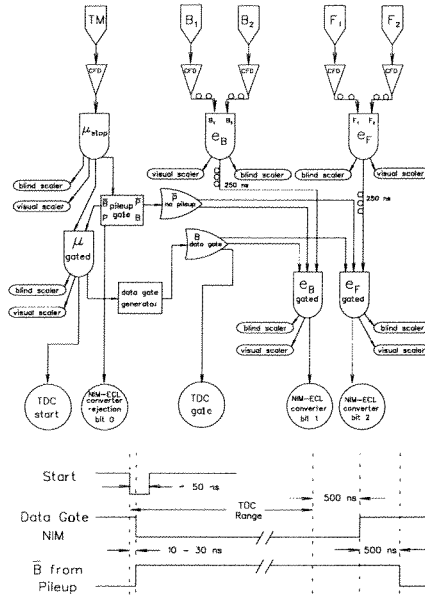 TM B₁ B₂ F₁ F₂
CFD CFD CFD CFD CFD
μstop
B₁ B₂
eB
F₁ F₂
eF
blind scaler
visual scaler
visual scaler
blind scaler
blind scaler
visual scaler
250 ns
250 ns
B̅ P̅
pileup gate
P B
P̅
no pileup
μ
gated
B
data gate
blind scaler
visual scaler
data gate generator
eB
gated
eF
gated
blind scaler
visual scaler
blind scaler
visual scaler
TDC start
NIM-ECL converter rejection bit 0
TDC gate
NIM-ECL converter bit 1
NIM-ECL converter bit 2
Start
~ 50 ns
TDC Range
500 ns
Data Gate NIM
10 - 30 ns
500 ns
B̅ from Pileup